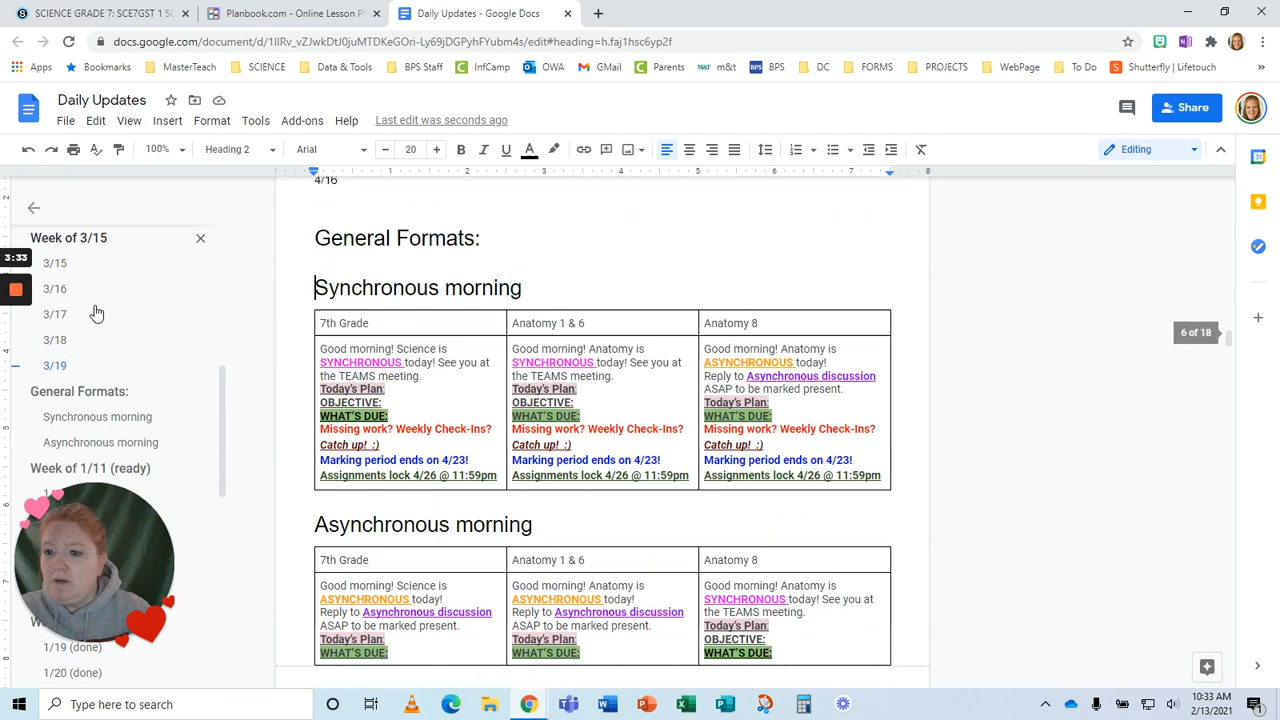 SCIENCE GRADE 7: SCE7GST 1 SC
Planbook.com - Online Lesson Pl
Daily Updates - Google Docs
docs.google.com/document/d/1IIRv_vZJwkDtJ0juMTDKeGOri-Ly69jDGPyhFYubm4s/edit#heading=h.faj1hsc6yp2f
Apps
Bookmarks
MasterTeach
SCIENCE
Data & Tools
BPS Staff
InfCamp
OWA
GMail
Parents
m&t
BPS
DC
FORMS
PROJECTS
WebPage
To Do
Shutterfly | Lifetouch
Daily Updates
File Edit View Insert Format Tools Add-ons Help Last edit was seconds ago
Share
100% Heading 2 Arial 20 Editing
1 2 3 4 5 6 7 8
4/16
Week of 3/15
3/15
3/16
3/17
3/18
3/19
General Formats:
Synchronous morning
Asynchronous morning
Week of 1/11 (ready)
1/19 (done)
1/20 (done)
3:33
General Formats:
Synchronous morning
7th Grade
Anatomy 1 & 6
Anatomy 8
Good morning! Science is
SYNCHRONOUS today! See you at
the TEAMS meeting.
Today's Plan:
OBJECTIVE:
WHAT'S DUE:
Missing work? Weekly Check-Ins?
Catch up! :)
Marking period ends on 4/23!
Assignments lock 4/26 @ 11:59pm
Good morning! Anatomy is
SYNCHRONOUS today! See you at
the TEAMS meeting.
Today's Plan:
OBJECTIVE:
WHAT'S DUE:
Missing work? Weekly Check-Ins?
Catch up! :)
Marking period ends on 4/23!
Assignments lock 4/26 @ 11:59pm
Good morning! Anatomy is
ASYNCHRONOUS today!
Reply to Asynchronous discussion
ASAP to be marked present.
Today's Plan:
WHAT'S DUE:
Missing work? Weekly Check-Ins?
Catch up! :)
Marking period ends on 4/23!
Assignments lock 4/26 @ 11:59pm
Asynchronous morning
7th Grade
Anatomy 1 & 6
Anatomy 8
Good morning! Science is
ASYNCHRONOUS today!
Reply to Asynchronous discussion
ASAP to be marked present.
Today's Plan:
WHAT'S DUE:
Good morning! Anatomy is
ASYNCHRONOUS today!
Reply to Asynchronous discussion
ASAP to be marked present.
Today's Plan:
WHAT'S DUE:
Good morning! Anatomy is
SYNCHRONOUS today! See you at
the TEAMS meeting.
Today's Plan:
OBJECTIVE:
WHAT'S DUE:
6 of 18
Type here to search
10:33 AM
2/13/2021